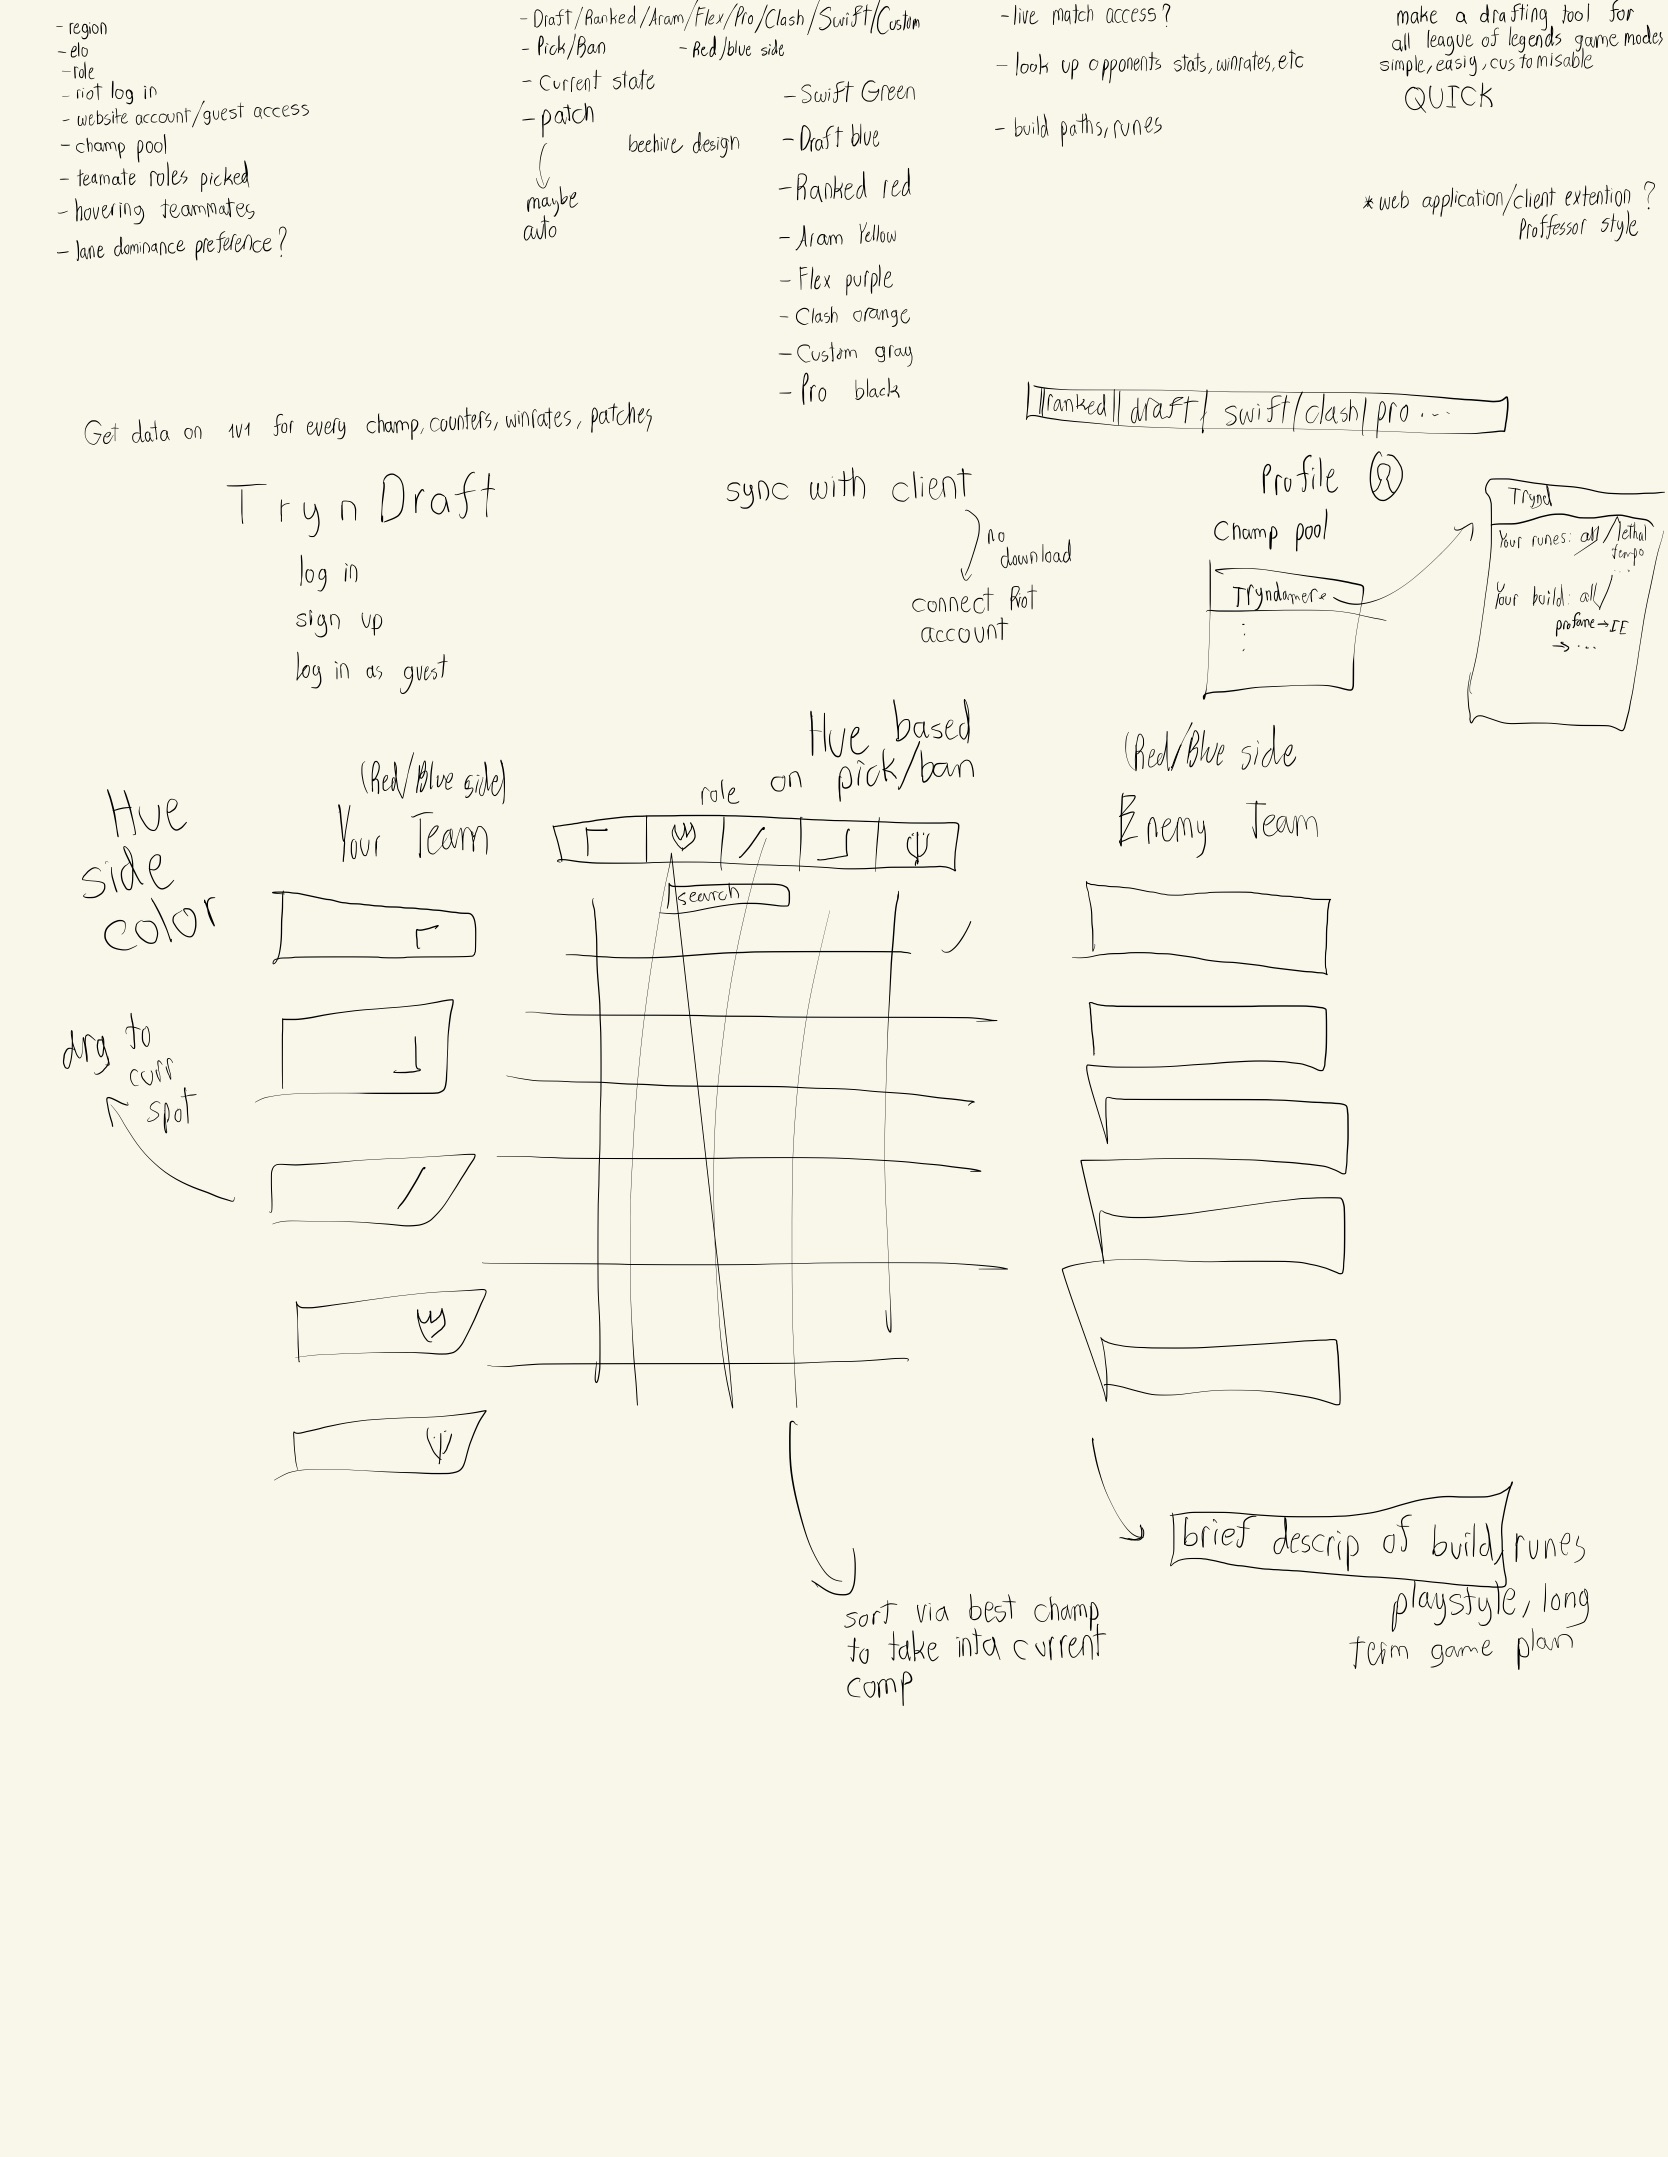 - region
- elo
- role
- riot log in
- website account/guest access
- champ pool
- teamate roles picked
- hovering teammates
- lane dominance preference?
- Draft/Ranked/Aram/Flex/Pro/Clash/Swift/Custom
- Pick/Ban
- Red/blue side
- Current state
- patch
maybe
auto
beehive design
- Swift Green
- Draft blue
- Ranked red
- Aram Yellow
- Flex purple
- Clash orange
- Custom gray
- Pro black
- live match access?
- look up opponents stats, winrates, etc
- build paths, runes
make a drafting tool for
all league of legends game modes
simple, easiy, customisable
QUICK
* web application/client extention ?
Proffessor style
Get data on 1v1 for every champ, counters, winrates, patches
TrynDraft
log in
sign up
log in as guest
sync with client
no
download
connect Riot
account
ranked draft swift clash pro ...
Profile
Champ pool
Tryndamere
Trynd
Your runes: all / lethal
tempo
...
Your build: all /
profane → IE
→ ...
Hue
side
color
(Red/Blue side)
Your Team
Hue based
role on pick/ban
search
(Red/Blue side
Enemy Team
drg to
curr
spot
sort via best champ
to take inta current
comp
brief descrip of build/runes
playstyle, long
term game plan